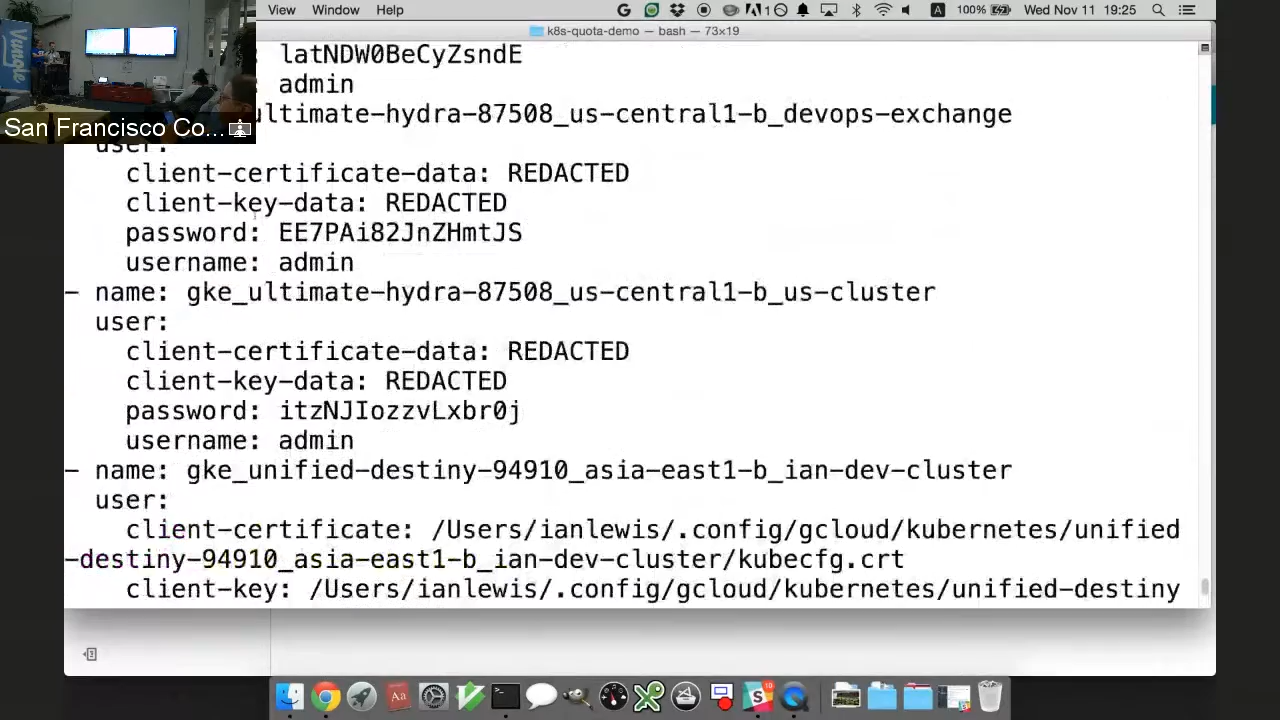 View Window Help
1
100%
Wed Nov 11 19:25
k8s-quota-demo — bash — 73×19
Vungle
San Francisco Co...
latNDW0BeCyZsndE
admin
ultimate-hydra-87508_us-central1-b_devops-exchange
user:
client-certificate-data: REDACTED
client-key-data: REDACTED
password: EE7PAi82JnZHmtJS
username: admin
- name: gke_ultimate-hydra-87508_us-central1-b_us-cluster
user:
client-certificate-data: REDACTED
client-key-data: REDACTED
password: itzNJIozzvLxbr0j
username: admin
- name: gke_unified-destiny-94910_asia-east1-b_ian-dev-cluster
user:
client-certificate: /Users/ianlewis/.config/gcloud/kubernetes/unified
-destiny-94910_asia-east1-b_ian-dev-cluster/kubecfg.crt
client-key: /Users/ianlewis/.config/gcloud/kubernetes/unified-destiny